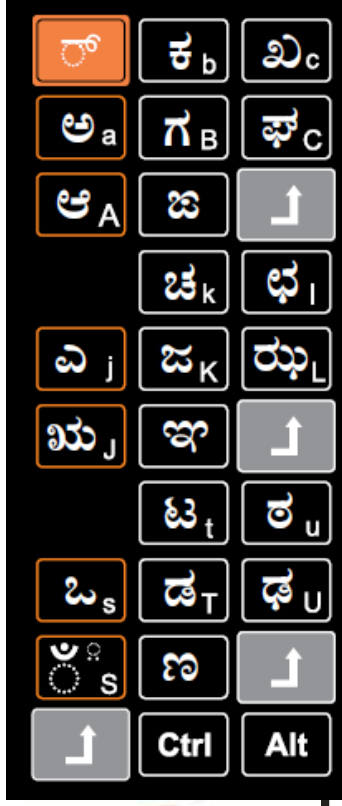 ್ ಕ b ಖ c
ಅ a ಗ B ಘ C
ಆ A ಙ
ಚ k ಛ l
ಎ j ಜ K ಝ L
ಋ J ಞ
ಟ t ಠ u
ಒ s ಡ T ಢ U
S ಣ
Ctrl Alt